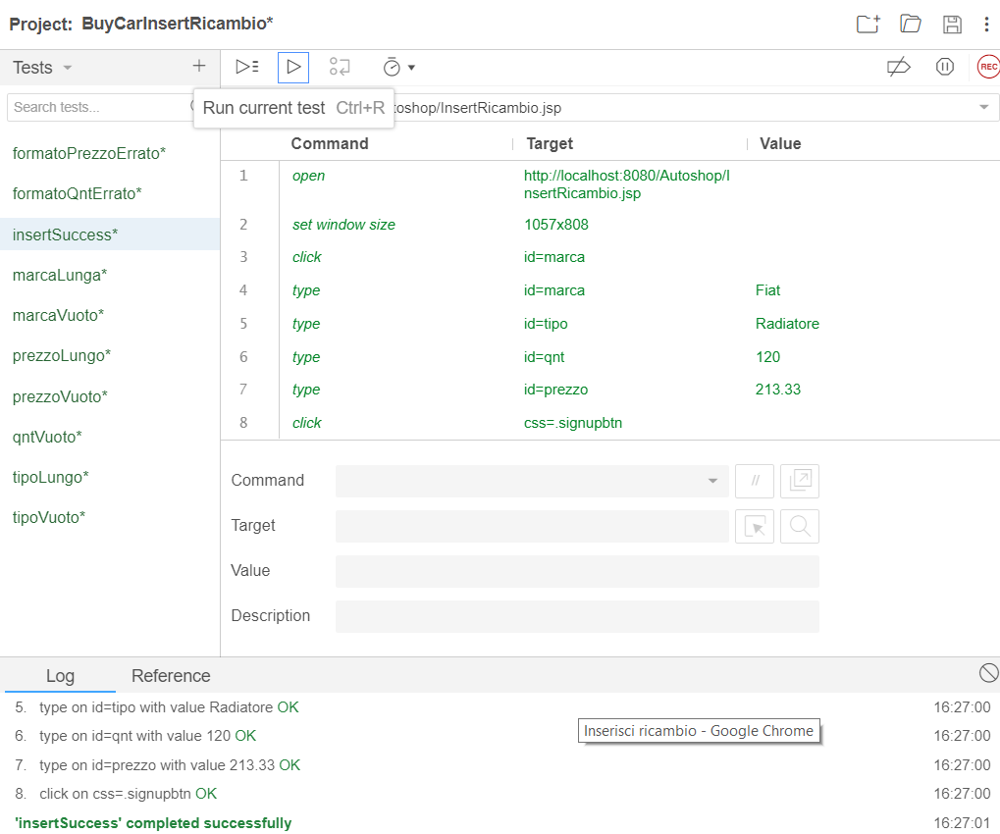 Project: BuyCarInsertRicambio*
Tests
REC
Search tests...
Run current test Ctrl+R
toshop/InsertRicambio.jsp
Command Target Value
formatoPrezzoErrato*
formatoQntErrato*
insertSuccess*
marcaLunga*
marcaVuoto*
prezzoLungo*
prezzoVuoto*
qntVuoto*
tipoLungo*
tipoVuoto*
1 open http://localhost:8080/Autoshop/I
nsertRicambio.jsp
2 set window size 1057x808
3 click id=marca
4 type id=marca Fiat
5 type id=tipo Radiatore
6 type id=qnt 120
7 type id=prezzo 213.33
8 click css=.signupbtn
Command //
Target
Value
Description
Log Reference
5. type on id=tipo with value Radiatore OK 16:27:00
Inserisci ricambio - Google Chrome
6. type on id=qnt with value 120 OK 16:27:00
7. type on id=prezzo with value 213.33 OK 16:27:00
8. click on css=.signupbtn OK 16:27:00
'insertSuccess' completed successfully 16:27:01